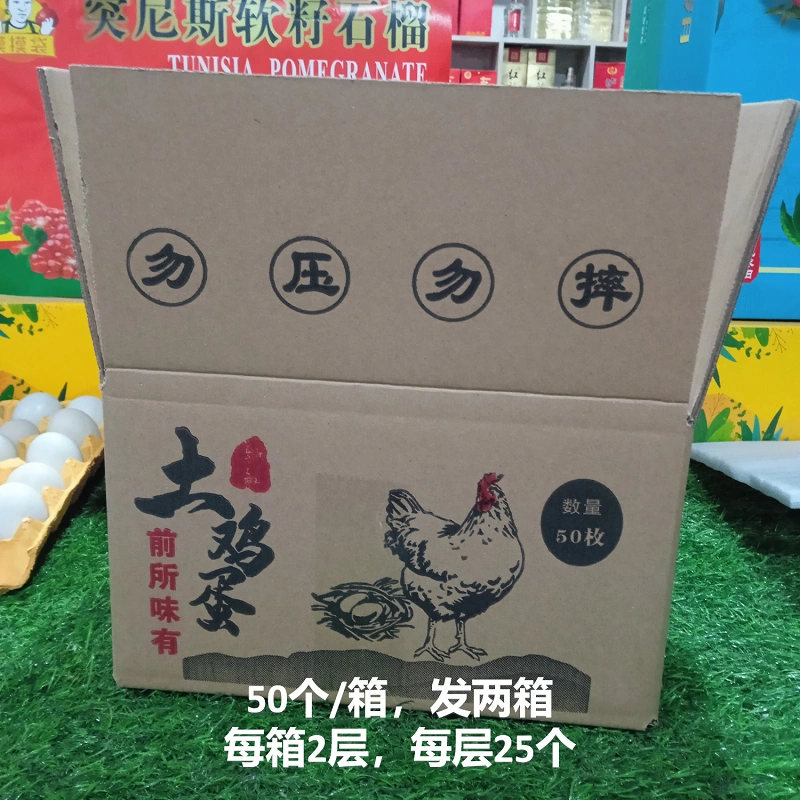 突尼斯软籽石榴
TUNISIA POMEGRANATE
勿压勿摔
土鸡蛋
前所味有
数量
50枚
50个/箱，发两箱
每箱2层，每层25个